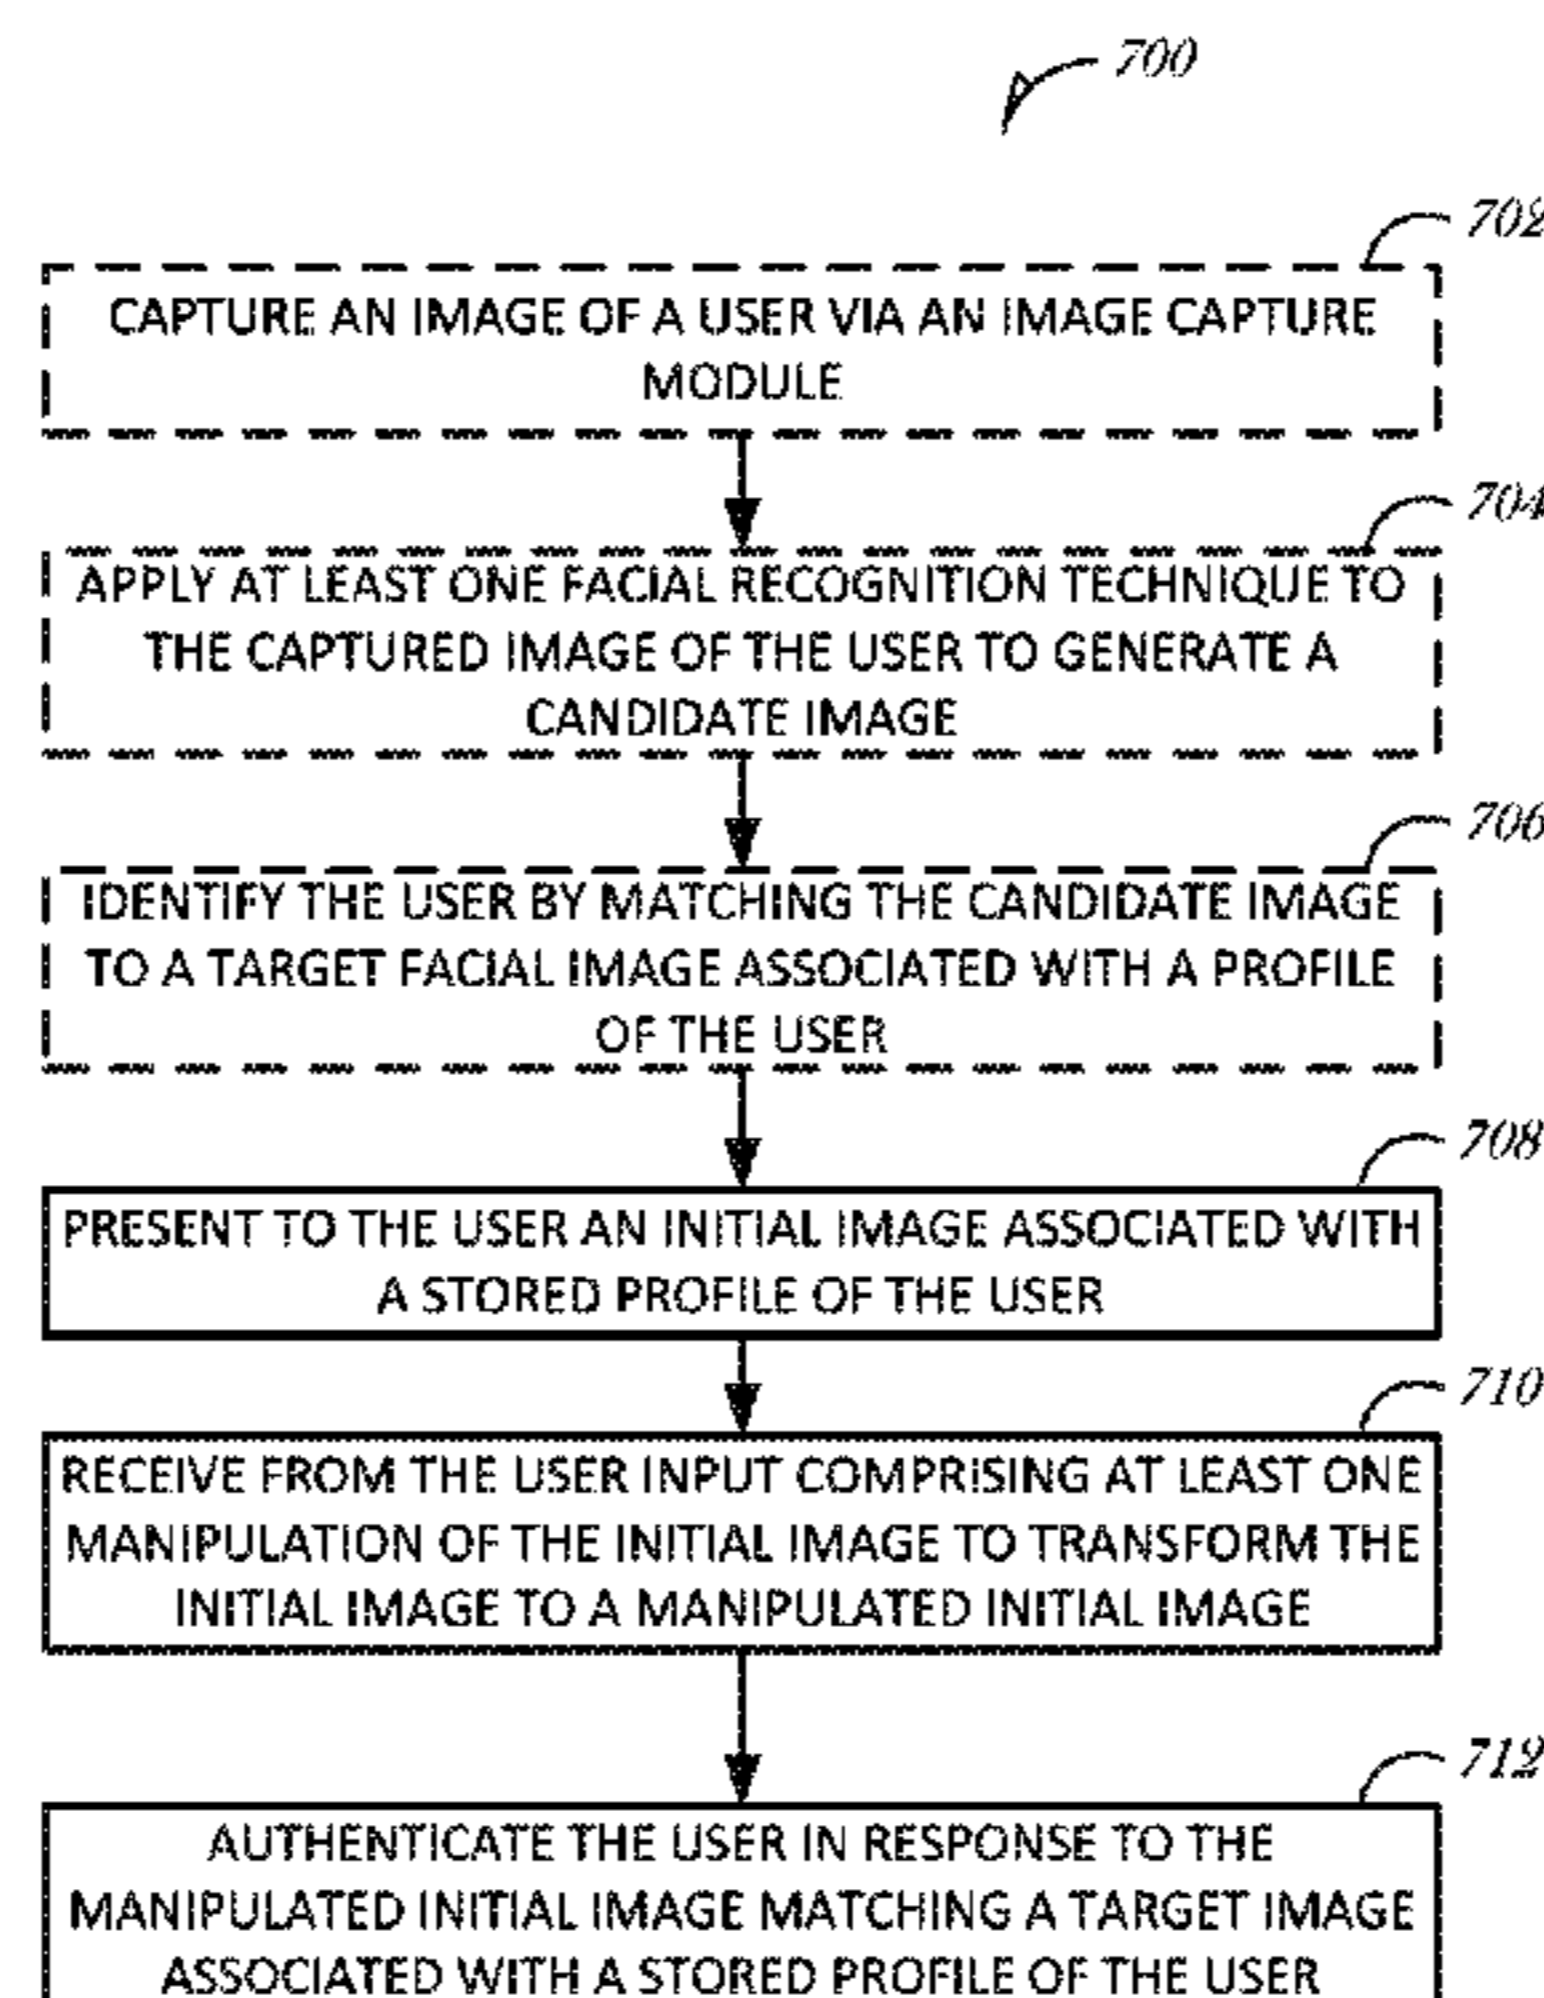 700
702
CAPTURE AN IMAGE OF A USER VIA AN IMAGE CAPTURE
MODULE
704
APPLY AT LEAST ONE FACIAL RECOGNITION TECHNIQUE TO
THE CAPTURED IMAGE OF THE USER TO GENERATE A
CANDIDATE IMAGE
706
IDENTIFY THE USER BY MATCHING THE CANDIDATE IMAGE
TO A TARGET FACIAL IMAGE ASSOCIATED WITH A PROFILE
OF THE USER
708
PRESENT TO THE USER AN INITIAL IMAGE ASSOCIATED WITH
A STORED PROFILE OF THE USER
710
RECEIVE FROM THE USER INPUT COMPRISING AT LEAST ONE
MANIPULATION OF THE INITIAL IMAGE TO TRANSFORM THE
INITIAL IMAGE TO A MANIPULATED INITIAL IMAGE
712
AUTHENTICATE THE USER IN RESPONSE TO THE
MANIPULATED INITIAL IMAGE MATCHING A TARGET IMAGE
ASSOCIATED WITH A STORED PROFILE OF THE USER